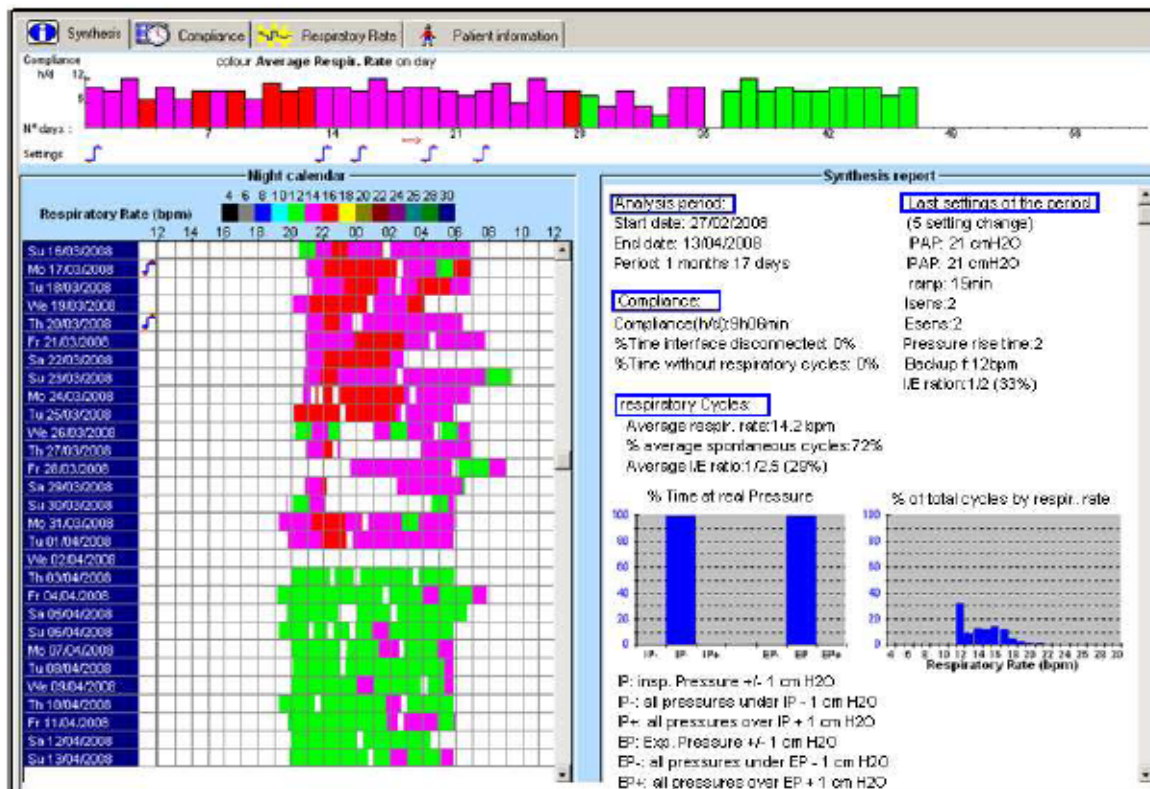 Synthesis
Compliance
Respiratory Rate
Patient information
Compliance
h/d
12
colour Average Respir. Rate on day
N° days :
7
14
21
28
42
Settings
Night calendar
4 6 8 10 12 14 16 18 20 22 24 26 28 30
Respiratory Rate (bpm)
12 14 16 18 20 22 00 02 04 06 08 10 12
Su 16/03/2008
Mo 17/03/2008
Tu 18/03/2008
We 19/03/2008
Th 20/03/2008
Fr 21/03/2008
Sa 22/03/2008
Su 23/03/2008
Mo 24/03/2008
Tu 25/03/2008
We 26/03/2008
Th 27/03/2008
Fr 28/03/2008
Sa 29/03/2008
Su 30/03/2008
Mo 31/03/2008
Tu 01/04/2008
We 02/04/2008
Th 03/04/2008
Fr 04/04/2008
Sa 05/04/2008
Su 06/04/2008
Mo 07/04/2008
Tu 08/04/2008
We 09/04/2008
Th 10/04/2008
Fr 11/04/2008
Sa 12/04/2008
Su 13/04/2008
Synthesis report
Analysis period:
Start date: 27/02/2008
End date: 13/04/2008
Period: 1 months 17 days
Compliance:
Compliance(h/d):9h06min
%Time interface disconnected: 0%
%Time without respiratory cycles: 0%
respiratory Cycles:
Average respir. rate:14.2 bpm
% average spontaneous cycles:72%
Average I/E ratio:1/2.5 (29%)
Last settings of the period
(5 setting change)
IPAP: 21 cmH2O
IPAP: 21 cmH2O
ramp: 15min
Isens:2
Esens:2
Pressure rise time:2
Backup f:12bpm
I/E ration:1/2 (33%)
% Time at real Pressure
100
80
60
40
20
0
IP- IP IP+ EP- EP EP+
% of total cycles by respir. rate
100
80
60
40
20
0
4 6 8 10 12 14 16 18 20 22 24 26 28 30
Respiratory Rate (bpm)
IP: insp. Pressure +/- 1 cm H2O
IP-: all pressures under IP - 1 cm H2O
IP+: all pressures over IP + 1 cm H2O
EP: Exp. Pressure +/- 1 cm H2O
EP-: all pressures under EP - 1 cm H2O
EP+: all pressures over EP + 1 cm H2O